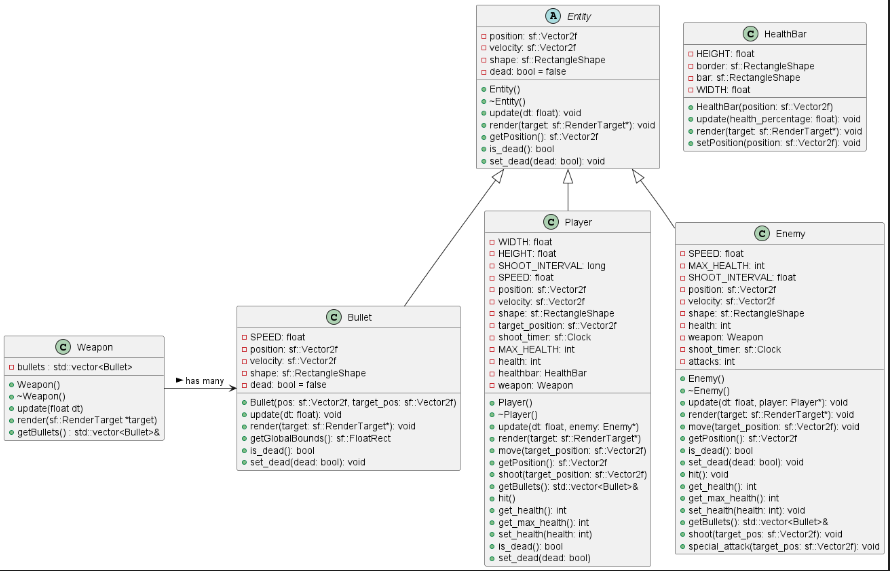 A Entity
position: sf::Vector2f
velocity: sf::Vector2f
shape: sf::RectangleShape
dead: bool = false
Entity()
~Entity()
update(dt: float): void
render(target: sf::RenderTarget*): void
getPosition(): sf::Vector2f
is_dead(): bool
set_dead(dead: bool): void
C HealthBar
HEIGHT: float
border: sf::RectangleShape
bar: sf::RectangleShape
WIDTH: float
HealthBar(position: sf::Vector2f)
update(health_percentage: float): void
render(target: sf::RenderTarget*): void
setPosition(position: sf::Vector2f): void
C Weapon
bullets : std::vector<Bullet>
Weapon()
~Weapon()
update(float dt)
render(sf::RenderTarget *target)
getBullets() : std::vector<Bullet>&
has many
C Bullet
SPEED: float
position: sf::Vector2f
velocity: sf::Vector2f
shape: sf::RectangleShape
dead: bool = false
Bullet(pos: sf::Vector2f, target_pos: sf::Vector2f)
update(dt: float): void
render(target: sf::RenderTarget*): void
getGlobalBounds(): sf::FloatRect
is_dead(): bool
set_dead(dead: bool): void
C Player
WIDTH: float
HEIGHT: float
SHOOT_INTERVAL: long
SPEED: float
position: sf::Vector2f
velocity: sf::Vector2f
shape: sf::RectangleShape
target_position: sf::Vector2f
shoot_timer: sf::Clock
MAX_HEALTH: int
health: int
healthbar: HealthBar
weapon: Weapon
Player()
~Player()
update(dt: float, enemy: Enemy*)
render(target: sf::RenderTarget*)
move(target_position: sf::Vector2f)
getPosition(): sf::Vector2f
shoot(target_position: sf::Vector2f)
getBullets(): std::vector<Bullet>&
hit()
get_health(): int
get_max_health(): int
set_health(health: int)
is_dead(): bool
set_dead(dead: bool)
C Enemy
SPEED: float
MAX_HEALTH: int
SHOOT_INTERVAL: float
position: sf::Vector2f
velocity: sf::Vector2f
shape: sf::RectangleShape
health: int
weapon: Weapon
shoot_timer: sf::Clock
attacks: int
Enemy()
~Enemy()
update(dt: float, player: Player*): void
render(target: sf::RenderTarget*): void
move(target_position: sf::Vector2f): void
getPosition(): sf::Vector2f
is_dead(): bool
set_dead(dead: bool): void
hit(): void
get_health(): int
get_max_health(): int
set_health(health: int): void
getBullets(): std::vector<Bullet>&
shoot(target_pos: sf::Vector2f): void
special_attack(target_pos: sf::Vector2f): void